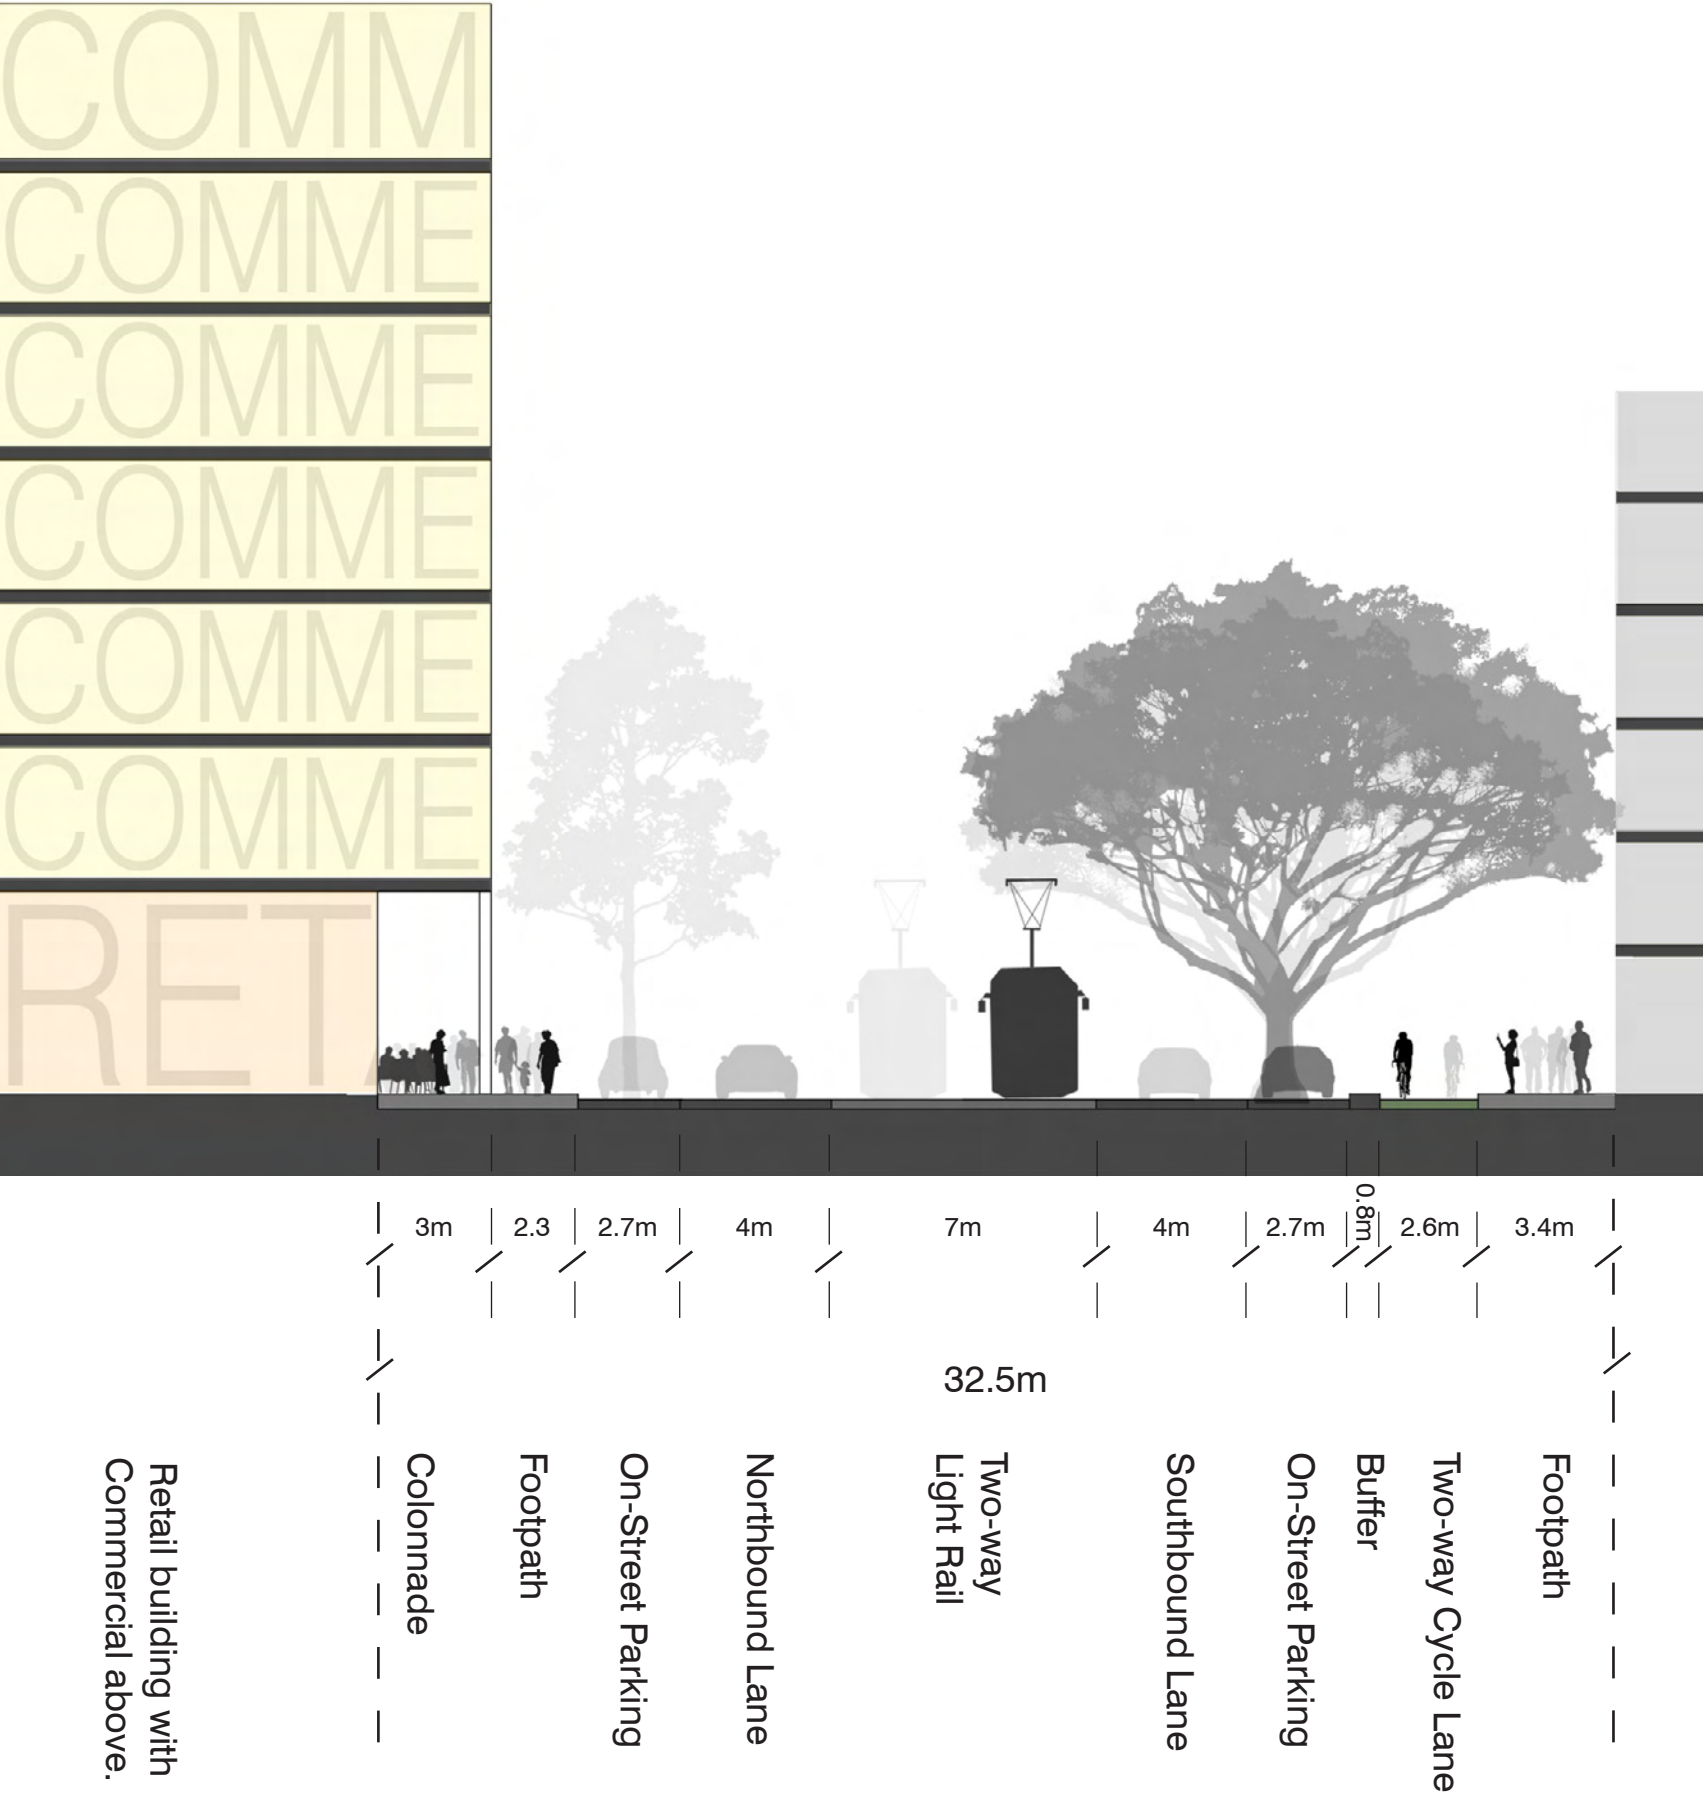 COMM
COMME
COMME
COMME
COMME
COMME
RETA
3m
2.3
2.7m
4m
7m
4m
2.7m
0.8m
2.6m
3.4m
32.5m
Retail building with
Commercial above.
Colonnade
Footpath
On-Street Parking
Northbound Lane
Two-way
Light Rail
Southbound Lane
On-Street Parking
Buffer
Two-way Cycle Lane
Footpath